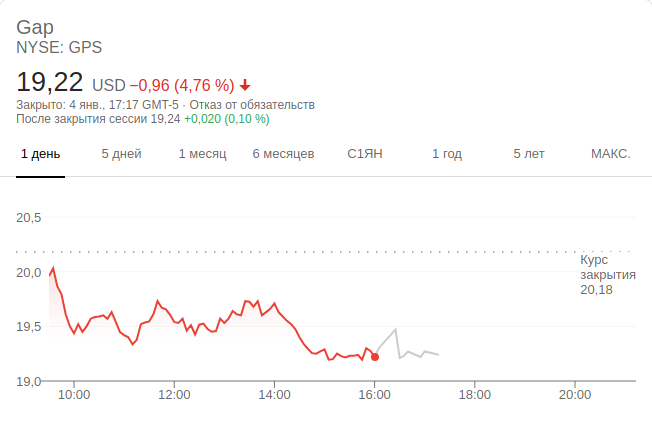 Gap
NYSE: GPS
19,22 USD −0,96 (4,76 %)
Закрыто: 4 янв., 17:17 GMT-5 · Отказ от обязательств
После закрытия сессии 19,24 +0,020 (0,10 %)
1 день 5 дней 1 месяц 6 месяцев С1ЯН 1 год 5 лет МАКС.
20,5
Курс
закрытия
20,18
20,0
19,5
19,0
10:00 12:00 14:00 16:00 18:00 20:00